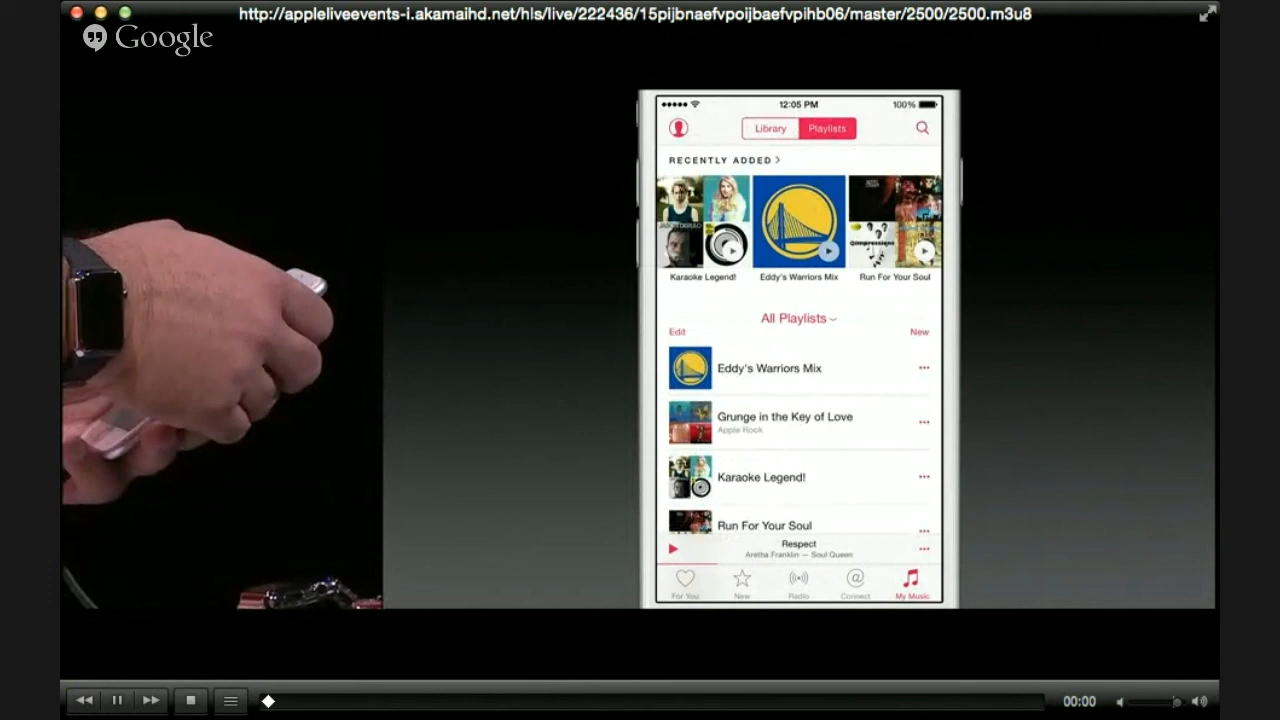 http://appleliveevents-i.akamaihd.net/hls/live/222436/15pijbnaefvpoijbaefvpihb06/master/2500/2500.m3u8
Google
12:05 PM 100%
Library Playlists
RECENTLY ADDED >
Karaoke Legend! Eddy's Warriors Mix Run For Your Soul
All Playlists
Edit New
Eddy's Warriors Mix
Grunge in the Key of Love
Apple Rock
Karaoke Legend!
Run For Your Soul
Respect
Aretha Franklin — Soul Queen
For You New Radio Connect My Music
00:00